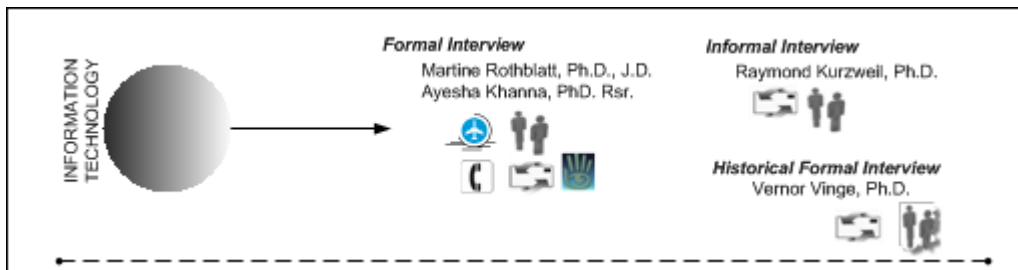 INFORMATION
TECHNOLOGY
Formal Interview
Martine Rothblatt, Ph.D., J.D.
Ayesha Khanna, PhD. Rsr.
Informal Interview
Raymond Kurzweil, Ph.D.
Historical Formal Interview
Vernor Vinge, Ph.D.